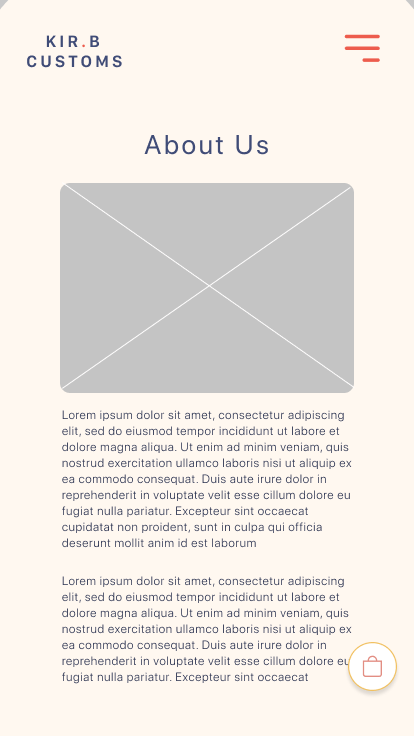 KIR.B
CUSTOMS
About Us
Lorem ipsum dolor sit amet, consectetur adipiscing
elit, sed do eiusmod tempor incididunt ut labore et
dolore magna aliqua. Ut enim ad minim veniam, quis
nostrud exercitation ullamco laboris nisi ut aliquip ex
ea commodo consequat. Duis aute irure dolor in
reprehenderit in voluptate velit esse cillum dolore eu
fugiat nulla pariatur. Excepteur sint occaecat
cupidatat non proident, sunt in culpa qui officia
deserunt mollit anim id est laborum
Lorem ipsum dolor sit amet, consectetur adipiscing
elit, sed do eiusmod tempor incididunt ut labore et
dolore magna aliqua. Ut enim ad minim veniam, quis
nostrud exercitation ullamco laboris nisi ut aliquip ex
ea commodo consequat. Duis aute irure dolor in
reprehenderit in voluptate velit esse cillum dolore eu
fugiat nulla pariatur. Excepteur sint occaecat